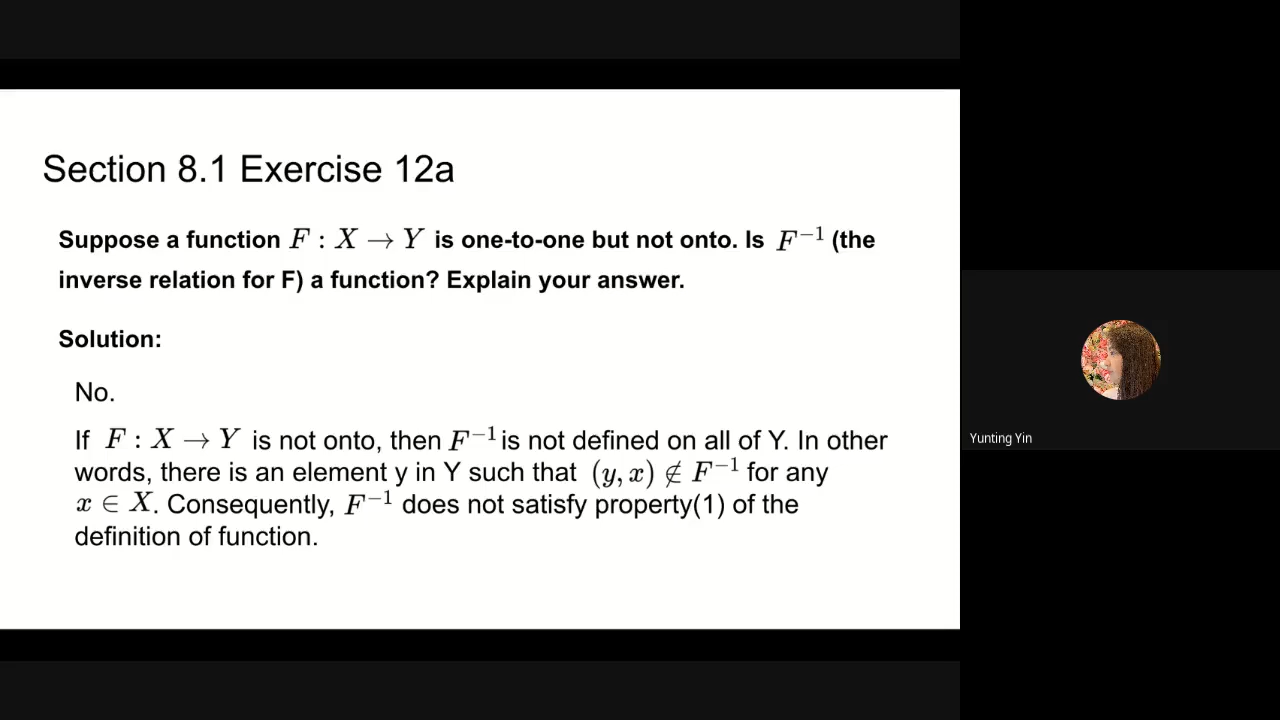 Section 8.1 Exercise 12a
Suppose a function F : X → Y is one-to-one but not onto. Is F⁻¹ (the
inverse relation for F) a function? Explain your answer.
Solution:
No.
If F : X → Y is not onto, then F⁻¹ is not defined on all of Y. In other
words, there is an element y in Y such that (y, x) ∉ F⁻¹ for any
x ∈ X. Consequently, F⁻¹ does not satisfy property(1) of the
definition of function.
Yunting Yin